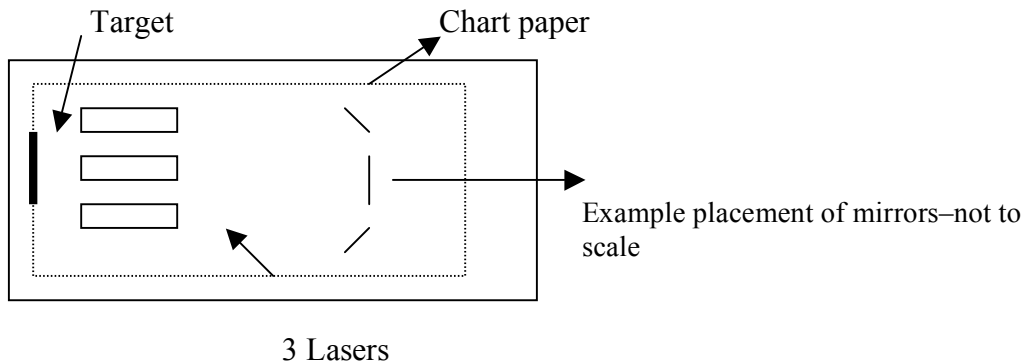 Target
Chart paper
Example placement of mirrors–not to
scale
3 Lasers